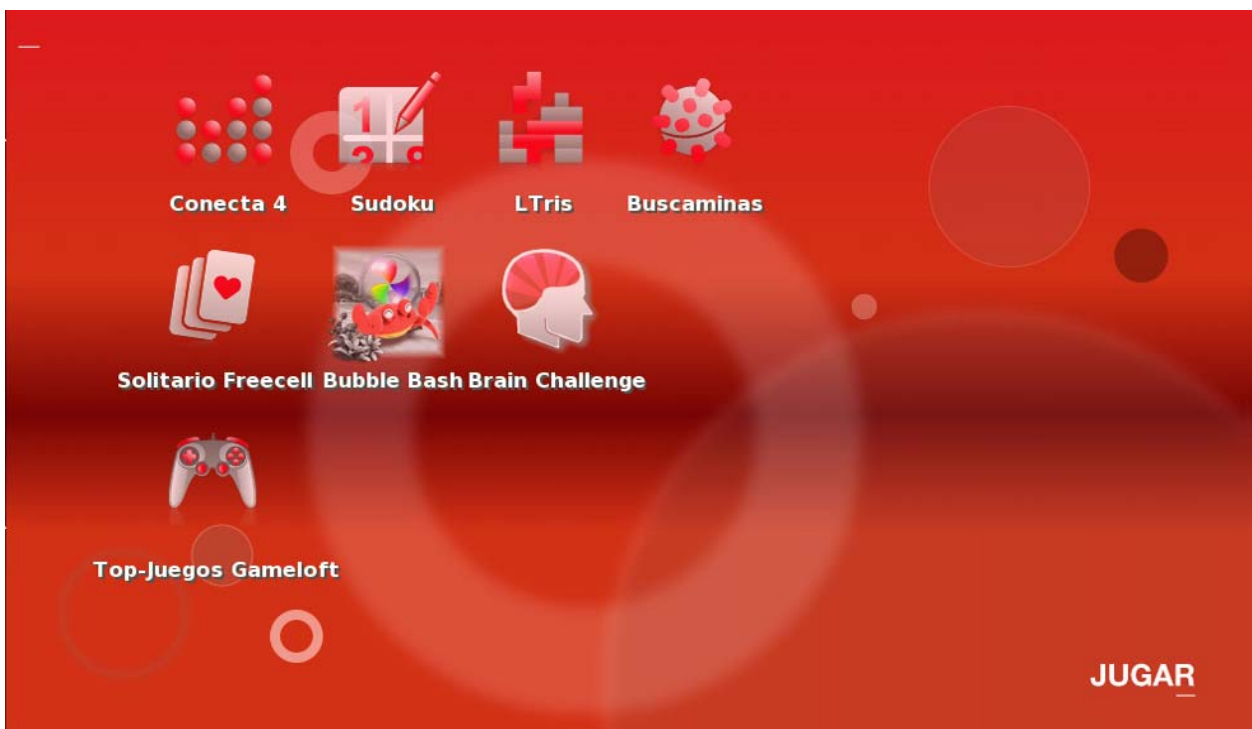 Conecta 4 Sudoku LTris Buscaminas
Solitario Freecell Bubble Bash Brain Challenge
Top-Juegos Gameloft
JUGAR